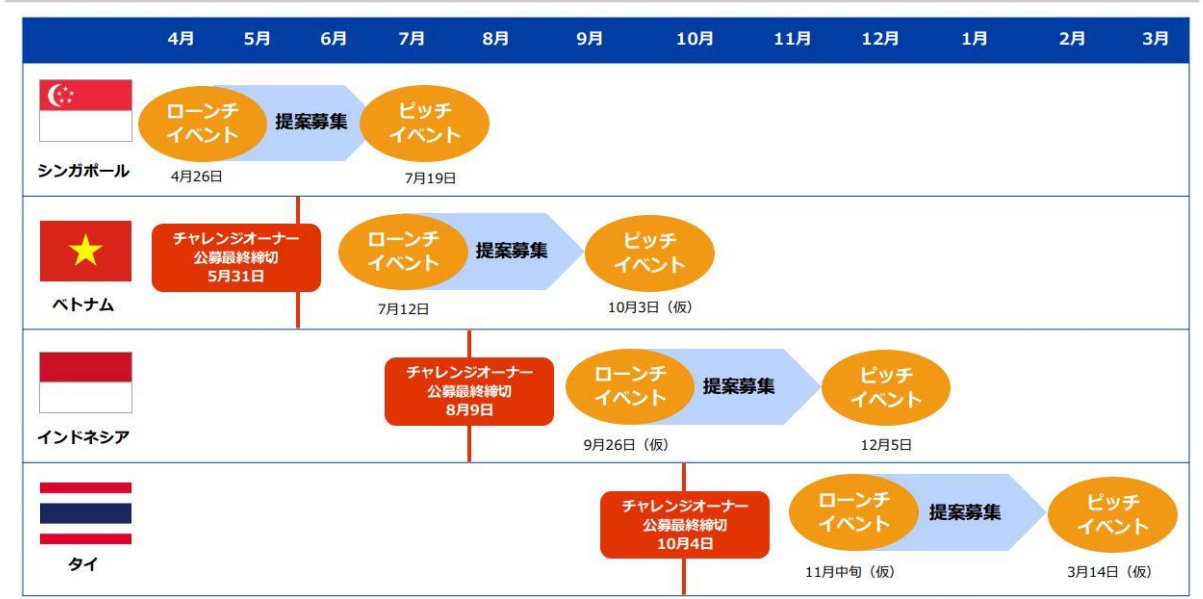 4月 5月 6月 7月 8月 9月 10月 11月 12月 1月 2月 3月
シンガポール
ローンチ
イベント
4月26日
提案募集
ピッチ
イベント
7月19日
ベトナム
チャレンジオーナー
公募最終締切
5月31日
ローンチ
イベント
7月12日
提案募集
ピッチ
イベント
10月3日（仮）
インドネシア
チャレンジオーナー
公募最終締切
8月9日
ローンチ
イベント
9月26日（仮）
提案募集
ピッチ
イベント
12月5日
タイ
チャレンジオーナー
公募最終締切
10月4日
ローンチ
イベント
11月中旬（仮）
提案募集
ピッチ
イベント
3月14日（仮）